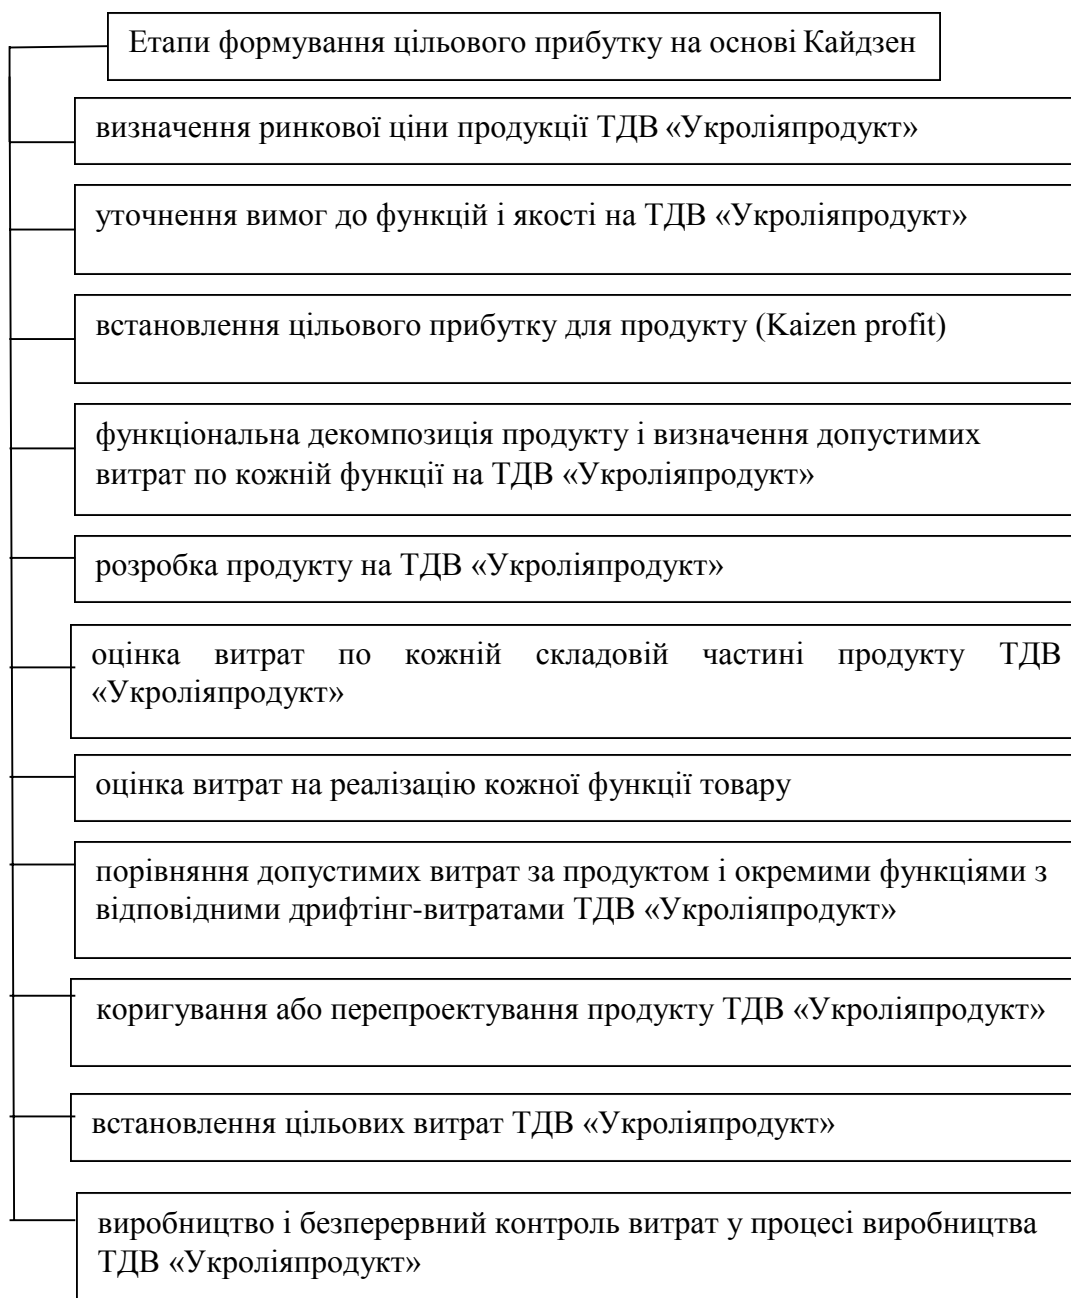 Етапи формування цільового прибутку на основі Кайдзен
визначення ринкової ціни продукції ТДВ «Укроліяпродукт»
уточнення вимог до функцій і якості на ТДВ «Укроліяпродукт»
встановлення цільового прибутку для продукту (Kaizen profit)
функціональна декомпозиція продукту і визначення допустимих
витрат по кожній функції на ТДВ «Укроліяпродукт»
розробка продукту на ТДВ «Укроліяпродукт»
оцінка витрат по кожній складовій частині продукту ТДВ
«Укроліяпродукт»
оцінка витрат на реалізацію кожної функції товару
порівняння допустимих витрат за продуктом і окремими функціями з
відповідними дрифтінг-витратами ТДВ «Укроліяпродукт»
коригування або перепроектування продукту ТДВ «Укроліяпродукт»
встановлення цільових витрат ТДВ «Укроліяпродукт»
виробництво і безперервний контроль витрат у процесі виробництва
ТДВ «Укроліяпродукт»